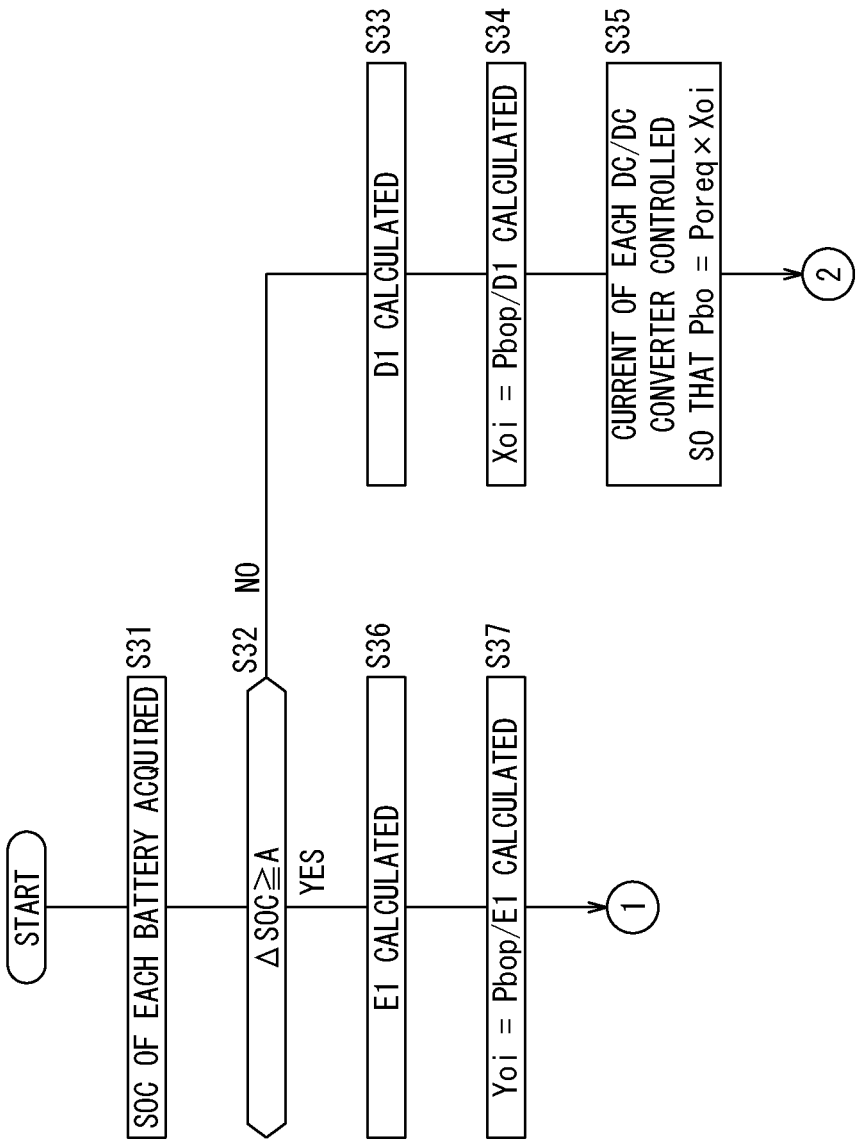 START
SOC OF EACH BATTERY ACQUIRED
S31
ΔSOC≧A
S32
NO
YES
E1 CALCULATED
S36
Yoi = Pbop/E1 CALCULATED
S37
1
D1 CALCULATED
S33
Xoi = Pbop/D1 CALCULATED
S34
CURRENT OF EACH DC/DC
CONVERTER CONTROLLED
SO THAT Pbo = Poreq×Xoi
S35
2